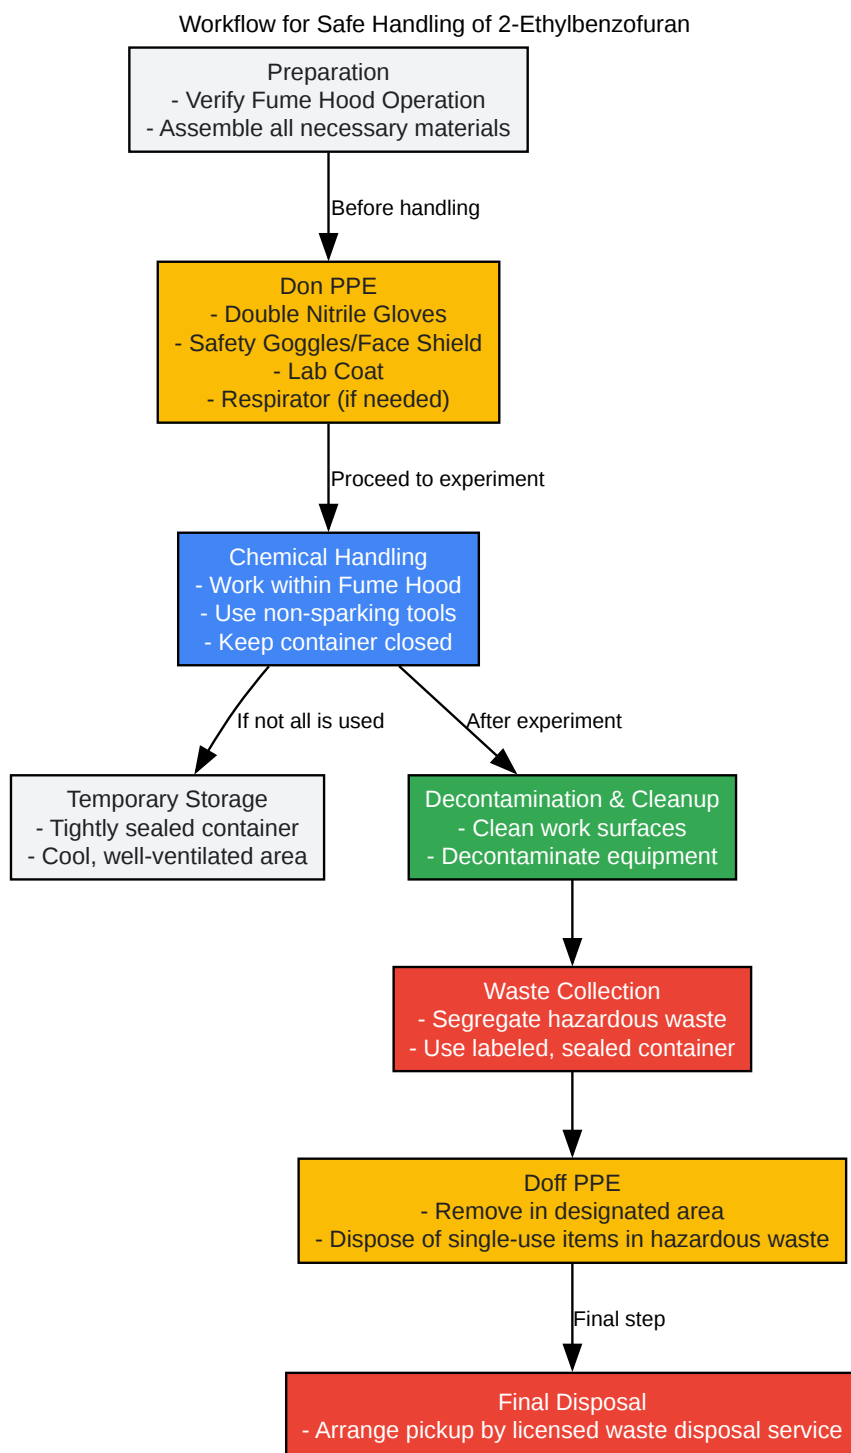 Workflow for Safe Handling of 2-Ethylbenzofuran
Preparation
- Verify Fume Hood Operation
- Assemble all necessary materials
Before handling
Don PPE
- Double Nitrile Gloves
- Safety Goggles/Face Shield
- Lab Coat
- Respirator (if needed)
Proceed to experiment
Chemical Handling
- Work within Fume Hood
- Use non-sparking tools
- Keep container closed
If not all is used
After experiment
Temporary Storage
- Tightly sealed container
- Cool, well-ventilated area
Decontamination & Cleanup
- Clean work surfaces
- Decontaminate equipment
Waste Collection
- Segregate hazardous waste
- Use labeled, sealed container
Doff PPE
- Remove in designated area
- Dispose of single-use items in hazardous waste
Final step
Final Disposal
- Arrange pickup by licensed waste disposal service